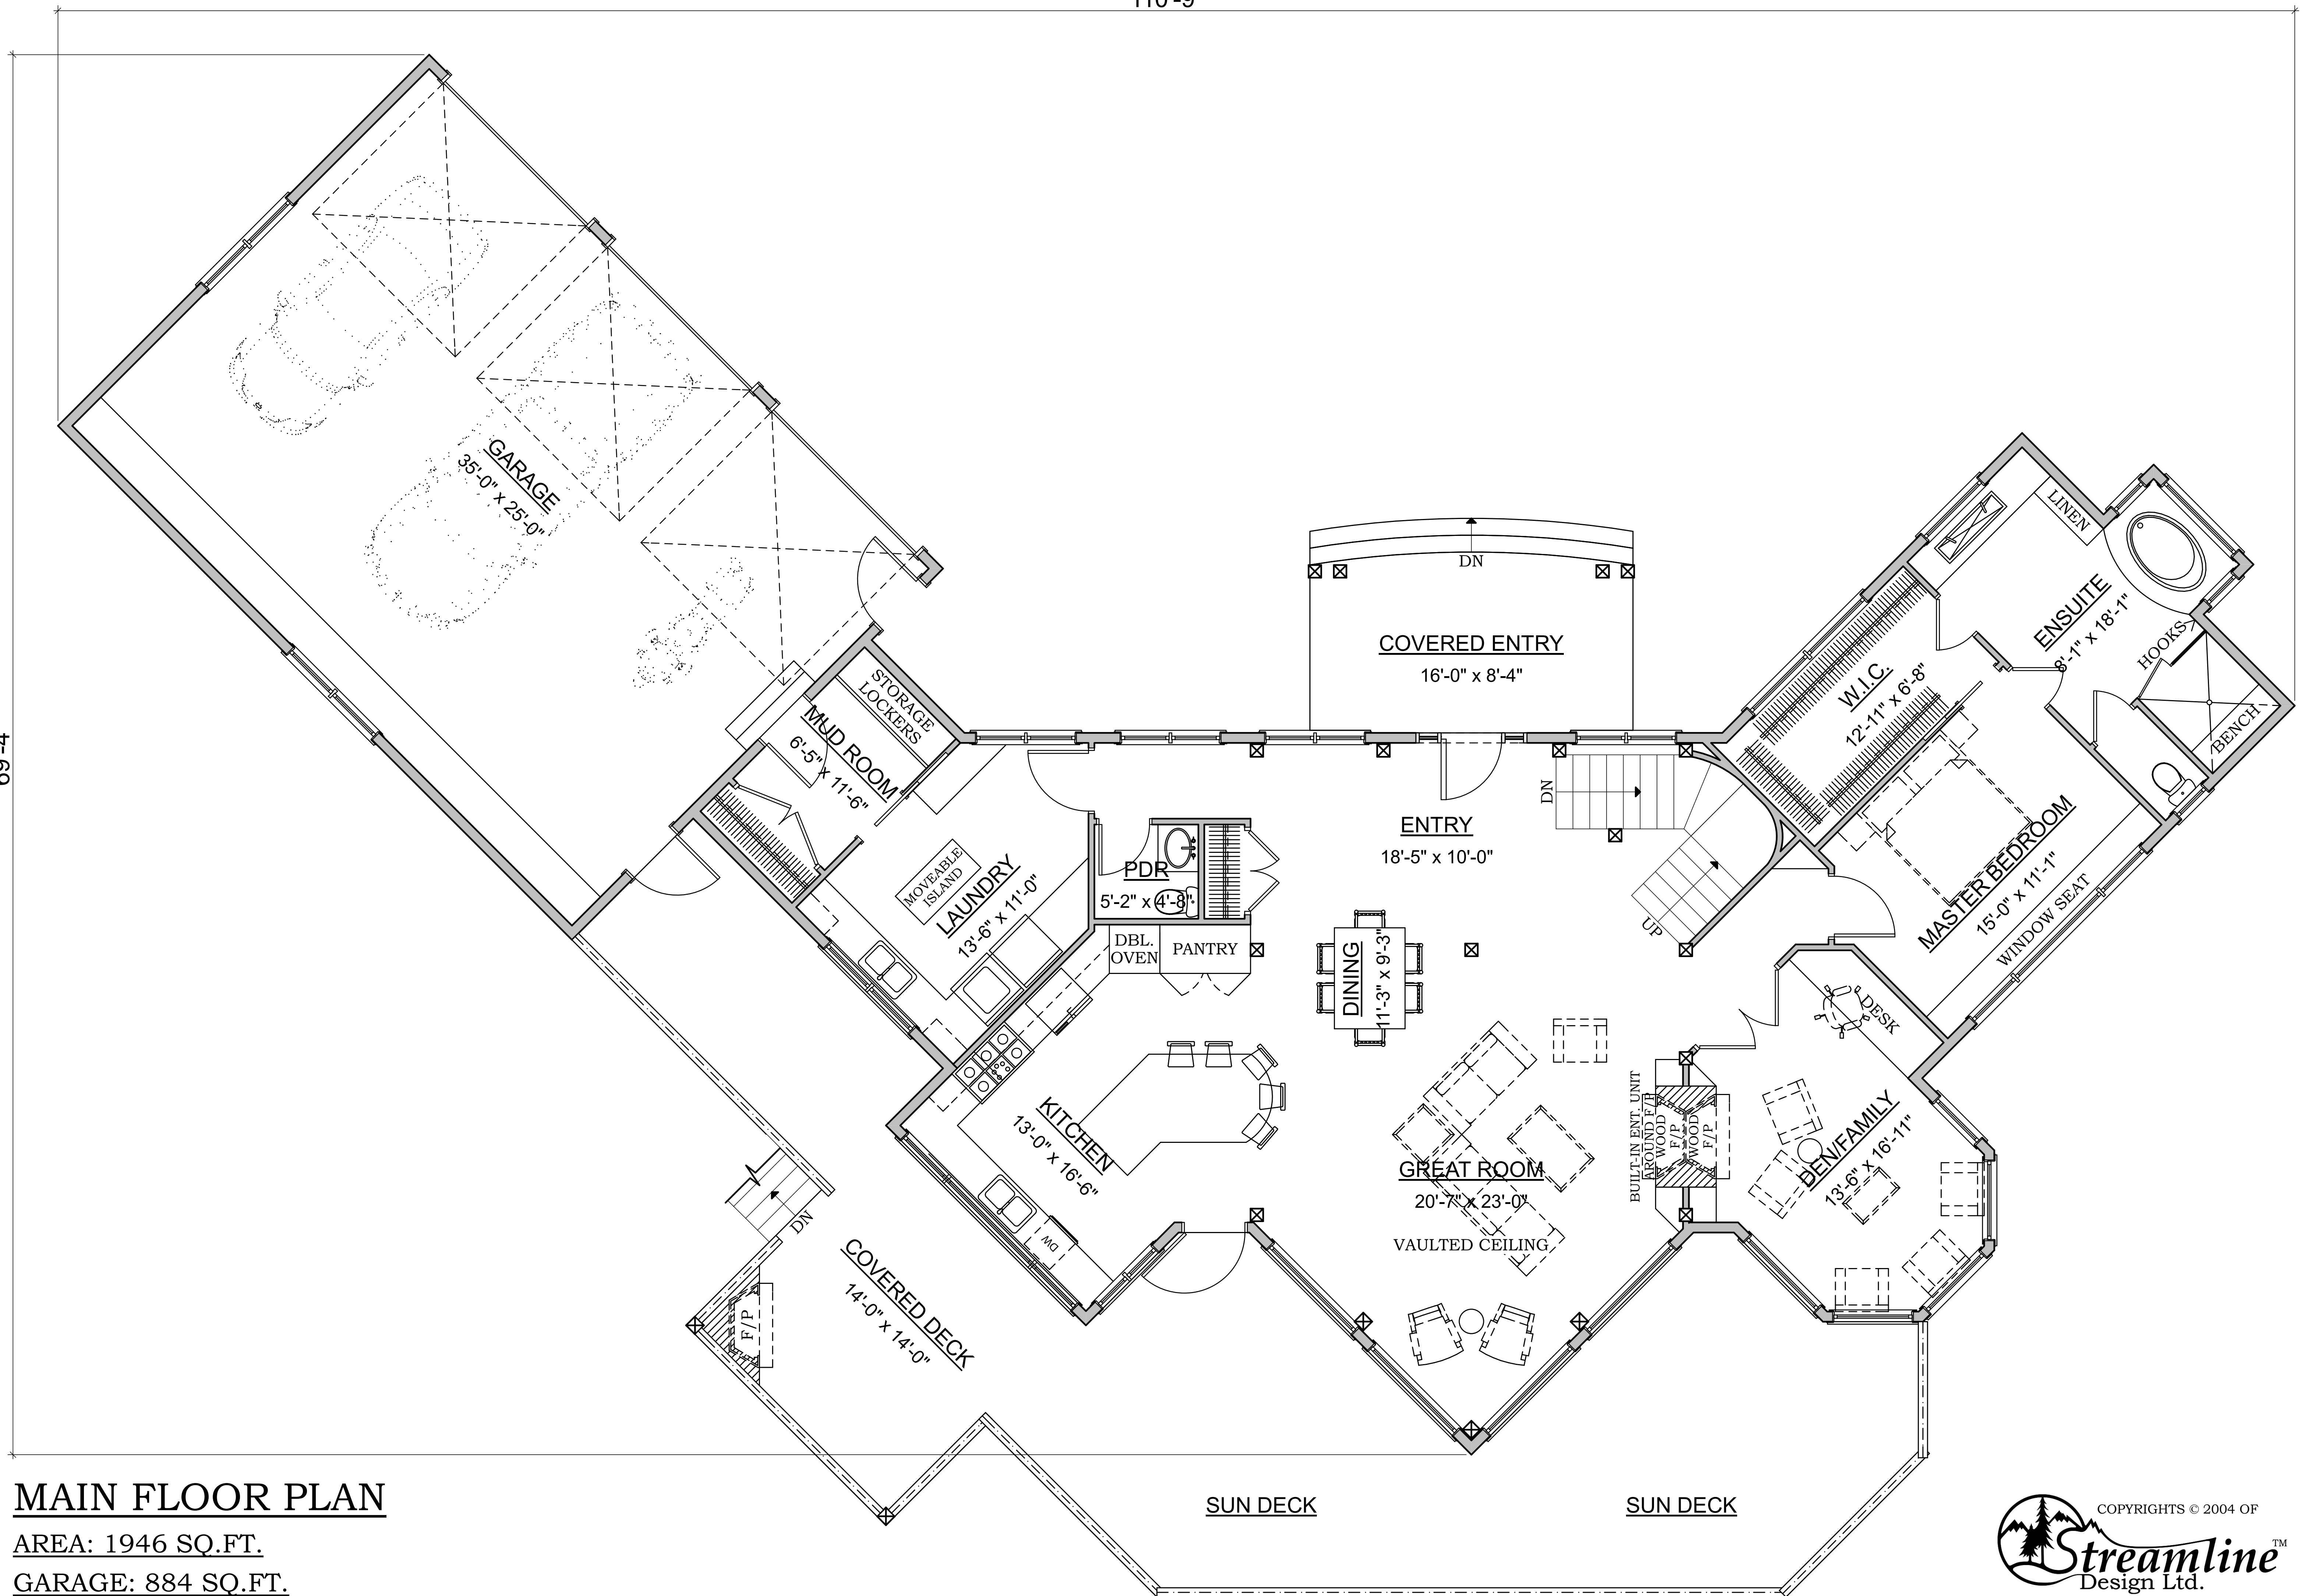 110'-9"
69'-4
GARAGE
35'-0" x 25'-0"
STORAGE
LOCKERS
MUD ROOM
6'-5" x 11'-6"
MOVEABLE
ISLAND
LAUNDRY
13'-6" x 11'-0"
PDR
5'-2" x 4'-8"
DBL.
OVEN
PANTRY
DN
COVERED ENTRY
16'-0" x 8'-4"
ENTRY
18'-5" x 10'-0"
DN
UP
DINING
11'-3" x 9'-3"
KITCHEN
13'-0" x 16'-6"
DW
GREAT ROOM
20'-7" x 23'-0"
VAULTED CEILING
BUILT-IN ENT. UNIT
AROUND F/P
WOOD
F/P
WOOD
F/P
DEN/FAMILY
13'-6" x 16'-11"
DESK
LINEN
ENSUITE
8'-1" x 18'-1"
HOOKS
BENCH
W.I.C.
12'-11" x 6'-8"
MASTER BEDROOM
15'-0" x 11'-1"
WINDOW SEAT
DN
COVERED DECK
14'-0" x 14'-0"
F/P
SUN DECK
SUN DECK
MAIN FLOOR PLAN
AREA: 1946 SQ.FT.
GARAGE: 884 SQ.FT.
COPYRIGHTS © 2004 OF
Streamline™
Design Ltd.